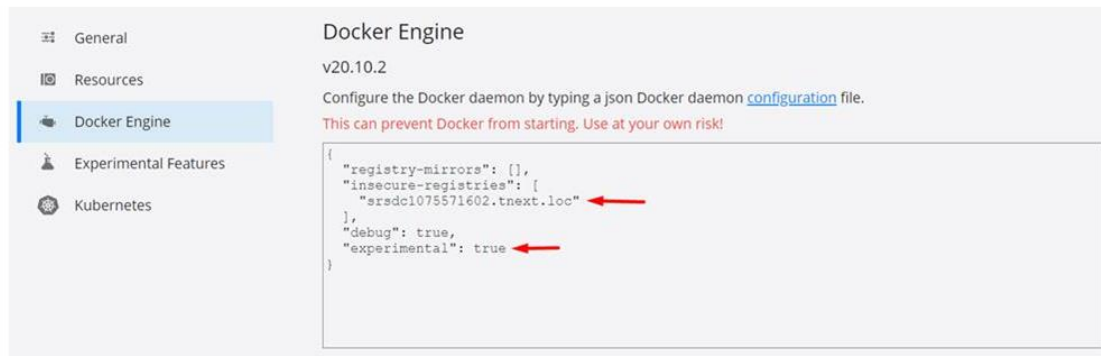 General
Resources
Docker Engine
Experimental Features
Kubernetes
Docker Engine
v20.10.2
Configure the Docker daemon by typing a json Docker daemon configuration file.
This can prevent Docker from starting. Use at your own risk!
{
"registry-mirrors": [],
"insecure-registries": [
"srsdc1075571602.tnext.loc"
],
"debug": true,
"experimental": true
}